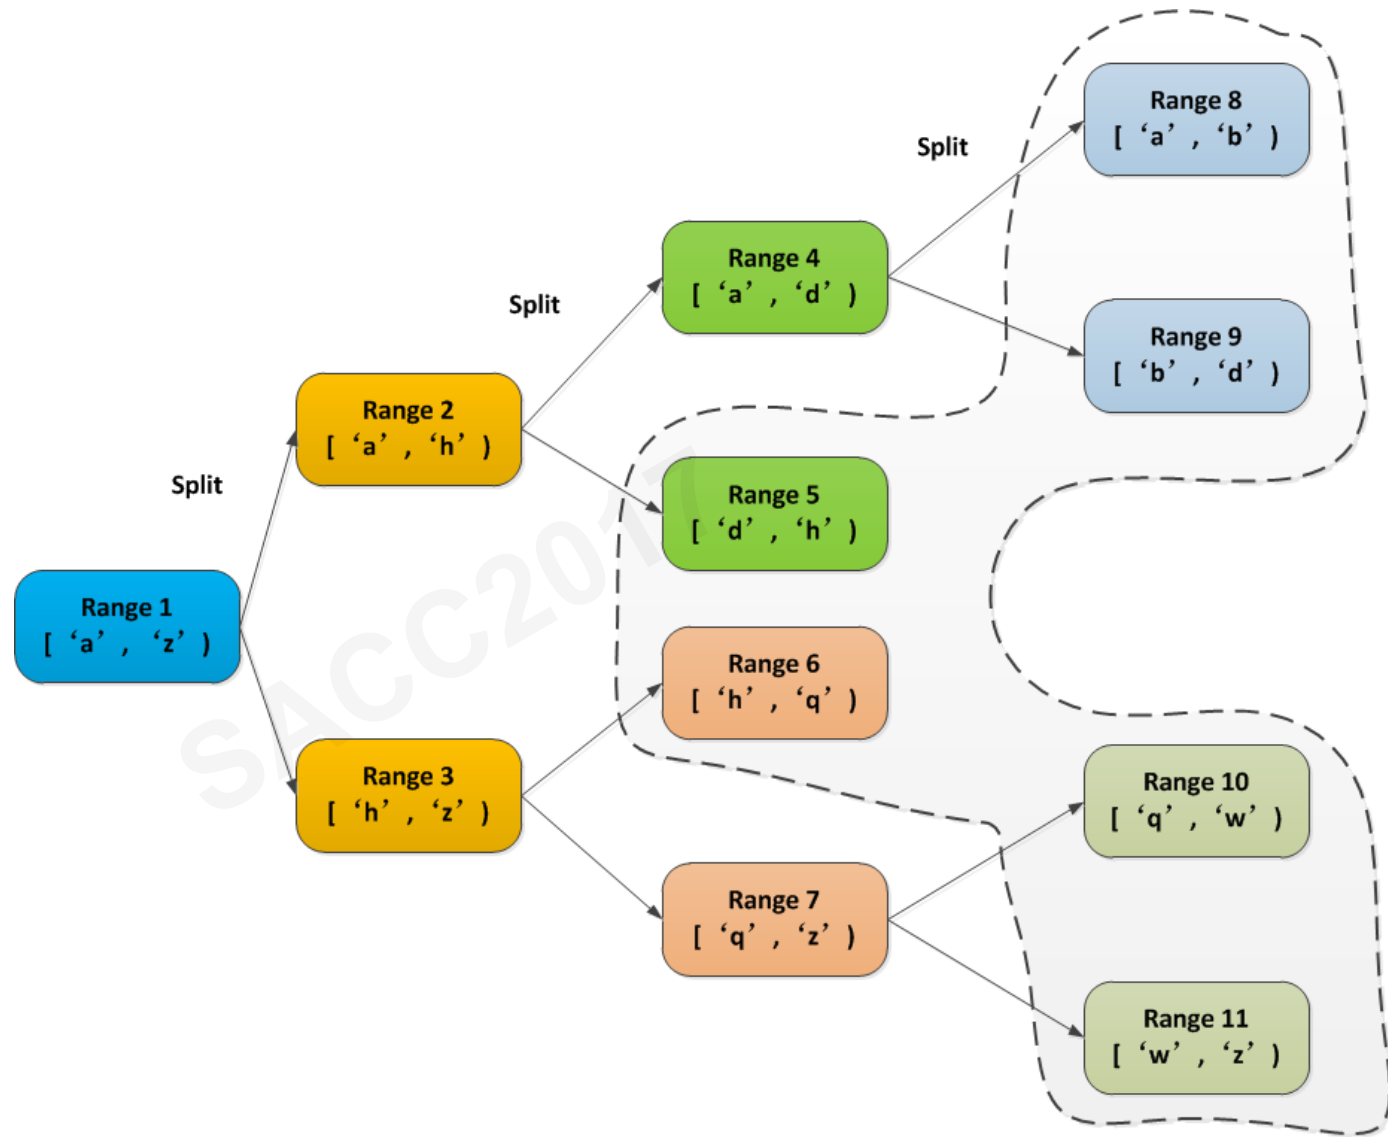 Range 8
[ ‘a’ , ‘b’ )
Split
Range 4
[ ‘a’ , ‘d’ )
Split
Range 9
[ ‘b’ , ‘d’ )
Range 2
[ ‘a’ , ‘h’ )
Split
Range 5
[ ‘d’ , ‘h’ )
Range 1
[ ‘a’ , ‘z’ )
SACC2017
Range 6
[ ‘h’ , ‘q’ )
Range 3
[ ‘h’ , ‘z’ )
Range 10
[ ‘q’ , ‘w’ )
Range 7
[ ‘q’ , ‘z’ )
Range 11
[ ‘w’ , ‘z’ )